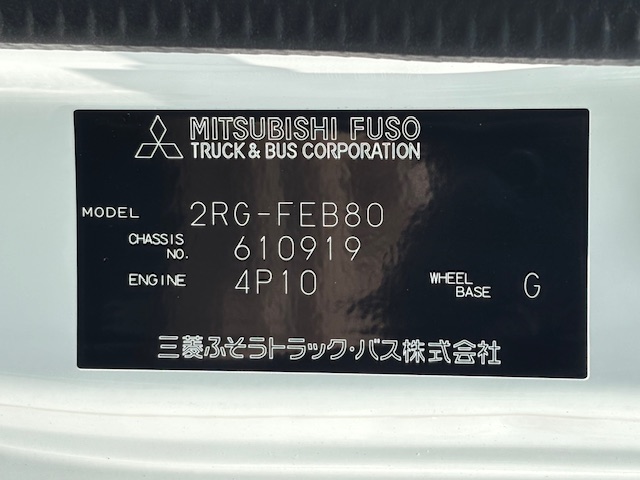 MITSUBISHI FUSO
TRUCK & BUS CORPORATION
MODEL 2RG-FEB80
CHASSIS NO. 610919
ENGINE 4P10 WHEEL BASE G
三菱ふそうトラック・バス株式会社